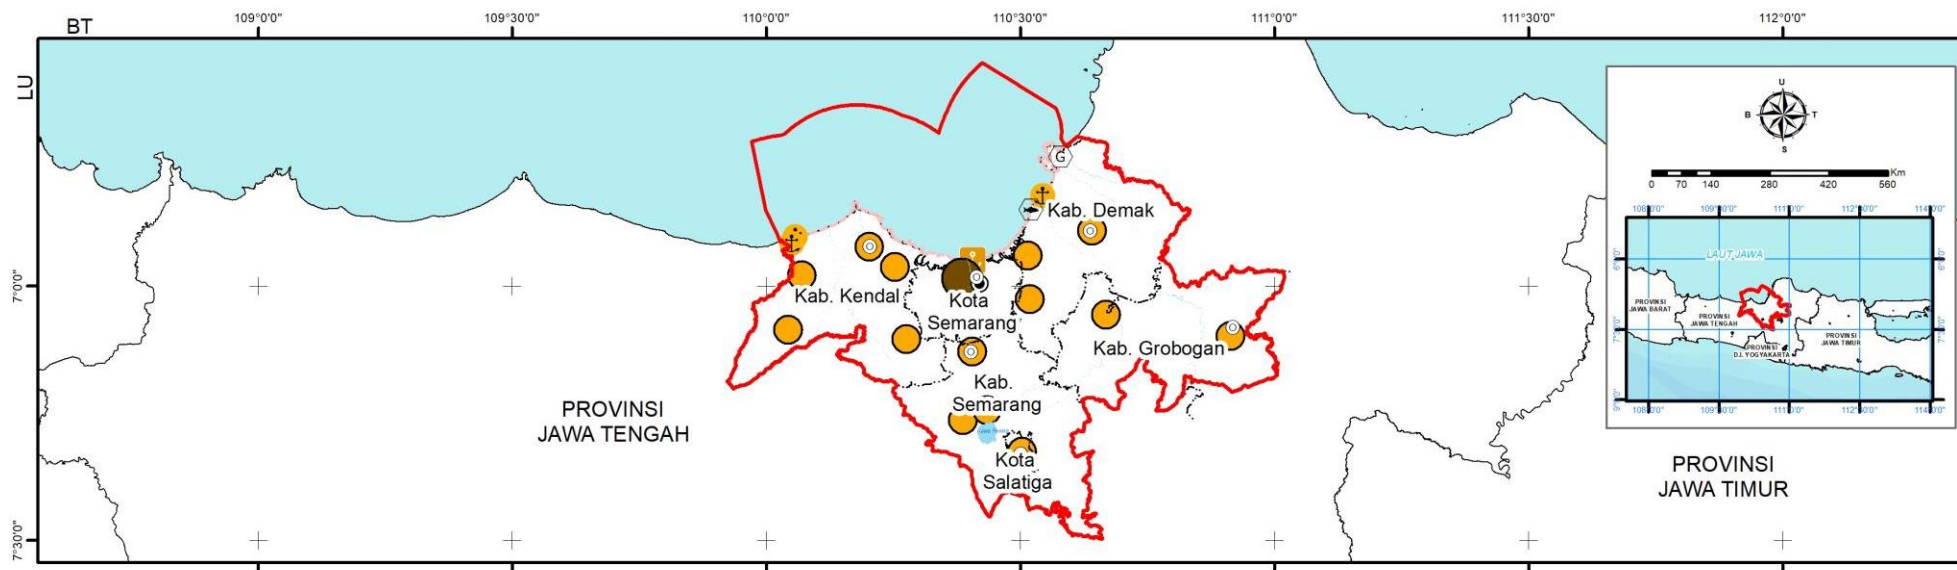 BT
109°0'0"
109°30'0"
110°0'0"
110°30'0"
111°0'0"
111°30'0"
112°0'0"
LU
7°0'0"
7°30'0"
G
Kab. Demak
Kab. Kendal
Kota
Semarang
Kab. Grobogan
Kab.
Semarang
Kota
Salatiga
PROVINSI
JAWA TENGAH
PROVINSI
JAWA TIMUR
U
B
T
S
Km
0 70 140 280 420 560
LAUT JAWA
PROVINSI
JAWA BARAT
PROVINSI
JAWA TENGAH
PROVINSI
D.I. YOGYAKARTA
PROVINSI
JAWA TIMUR